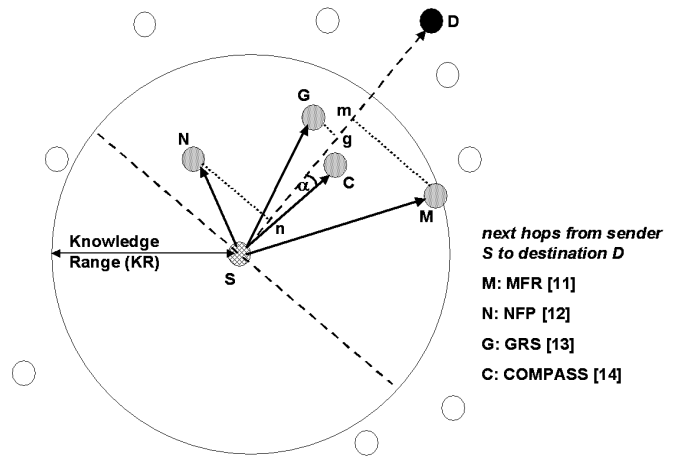 D
G
m
g
N
C
α
M
n
Knowledge
Range (KR)
S
next hops from sender
S to destination D
M: MFR [11]
N: NFP [12]
G: GRS [13]
C: COMPASS [14]